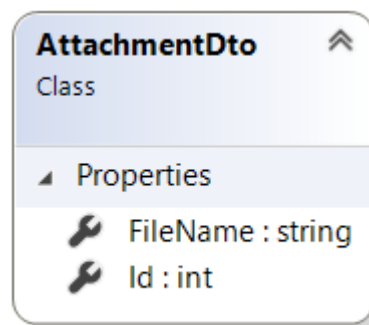 AttachmentDto
Class
Properties
FileName : string
Id : int